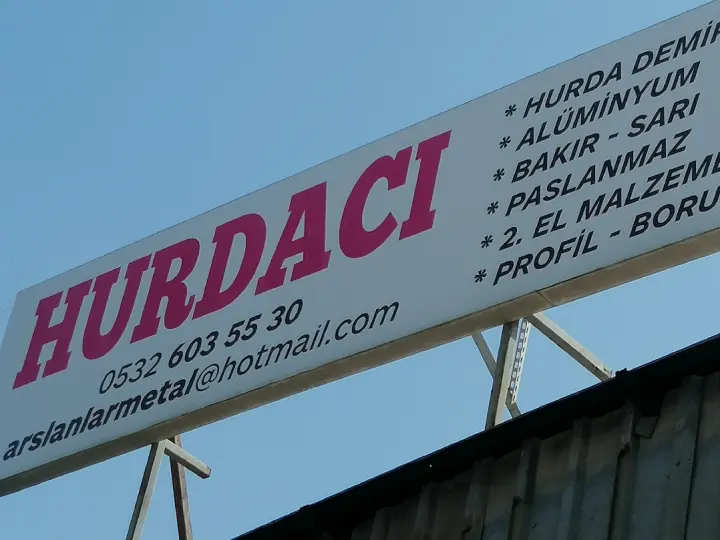 HURDACI
0532 603 55 30
arslanlarmetal@hotmail.com
* HURDA DEMİR
* ALÜMİNYUM
* BAKIR - SARI
* PASLANMAZ
* 2. EL MALZEME
* PROFİL - BORU